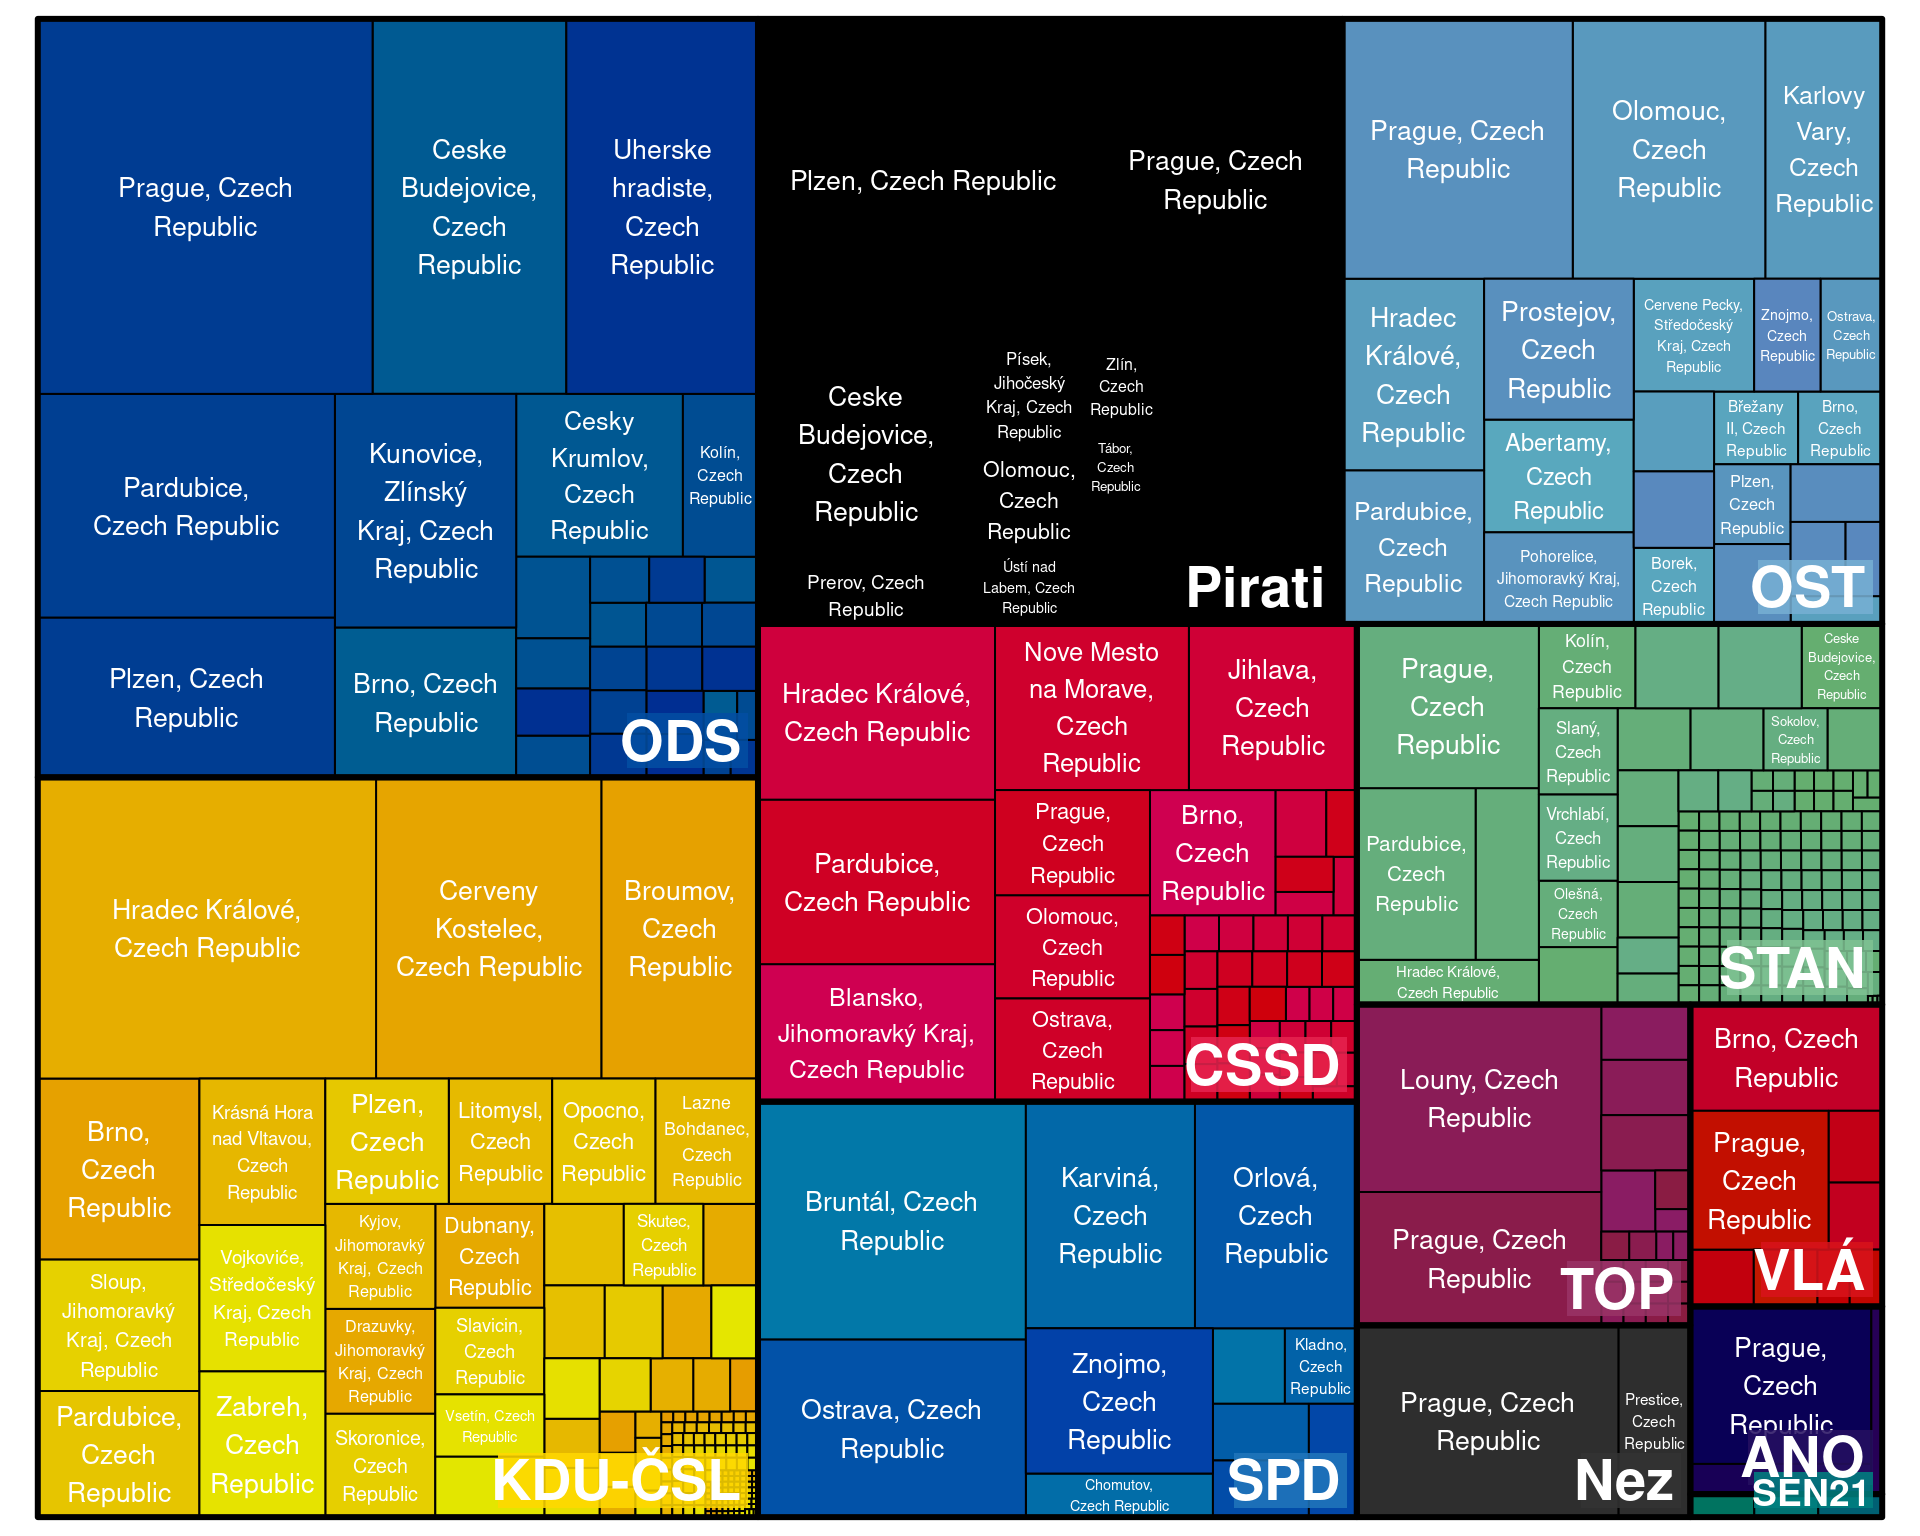 Prague, Czech
Republic
Ceske
Budejovice,
Czech
Republic
Uherske
hradiste,
Czech
Republic
Pardubice,
Czech Republic
Kunovice,
Zlínský
Kraj, Czech
Republic
Cesky
Krumlov,
Czech
Republic
Kolín,
Czech
Republic
Plzen, Czech
Republic
Brno, Czech
Republic
ODS
Plzen, Czech Republic
Prague, Czech
Republic
Ceske
Budejovice,
Czech
Republic
Písek,
Jihočeský
Kraj, Czech
Republic
Zlín,
Czech
Republic
Olomouc,
Czech
Republic
Tábor,
Czech
Republic
Prerov, Czech
Republic
Ústí nad
Labem, Czech
Republic
Pirati
Prague, Czech
Republic
Olomouc,
Czech
Republic
Karlovy
Vary,
Czech
Republic
Hradec
Králové,
Czech
Republic
Prostejov,
Czech
Republic
Cervene Pecky,
Středočeský
Kraj, Czech
Republic
Znojmo,
Czech
Republic
Ostrava,
Czech
Republic
Abertamy,
Czech
Republic
Břežany
II, Czech
Republic
Brno,
Czech
Republic
Pardubice,
Czech
Republic
Pohorelice,
Jihomoravký Kraj,
Czech Republic
Plzen,
Czech
Republic
Borek,
Czech
Republic
OST
Hradec Králové,
Czech Republic
Cerveny
Kostelec,
Czech Republic
Broumov,
Czech
Republic
Brno,
Czech
Republic
Krásná Hora
nad Vltavou,
Czech
Republic
Plzen,
Czech
Republic
Litomysl,
Czech
Republic
Opocno,
Czech
Republic
Lazne
Bohdanec,
Czech
Republic
Sloup,
Jihomoravký
Kraj, Czech
Republic
Vojkoviče,
Středočeský
Kraj, Czech
Republic
Kyjov,
Jihomoravký
Kraj, Czech
Republic
Dubnany,
Czech
Republic
Skutec,
Czech
Republic
Drazuvky,
Jihomoravký
Kraj, Czech
Republic
Slavicin,
Czech
Republic
Pardubice,
Czech
Republic
Zabreh,
Czech
Republic
Skoronice,
Czech
Republic
Vsetín, Czech
Republic
KDU-ČSL
Hradec Králové,
Czech Republic
Nove Mesto
na Morave,
Czech
Republic
Jihlava,
Czech
Republic
Pardubice,
Czech Republic
Prague,
Czech
Republic
Brno,
Czech
Republic
Olomouc,
Czech
Republic
Blansko,
Jihomoravký Kraj,
Czech Republic
Ostrava,
Czech
Republic
CSSD
Bruntál, Czech
Republic
Karviná,
Czech
Republic
Orlová,
Czech
Republic
Ostrava, Czech
Republic
Znojmo,
Czech
Republic
Kladno,
Czech
Republic
Chomutov,
Czech Republic
SPD
Prague,
Czech
Republic
Kolín,
Czech
Republic
Ceske
Budejovice,
Czech
Republic
Slaný,
Czech
Republic
Sokolov,
Czech
Republic
Pardubice,
Czech
Republic
Vrchlabí,
Czech
Republic
Olešná,
Czech
Republic
Hradec Králové,
Czech Republic
STAN
Louny, Czech
Republic
Prague, Czech
Republic
TOP
Brno, Czech
Republic
Prague,
Czech
Republic
VLÁ
Prague, Czech
Republic
Prestice,
Czech
Republic
Nez
Prague,
Czech
Republic
ANO
SEN21